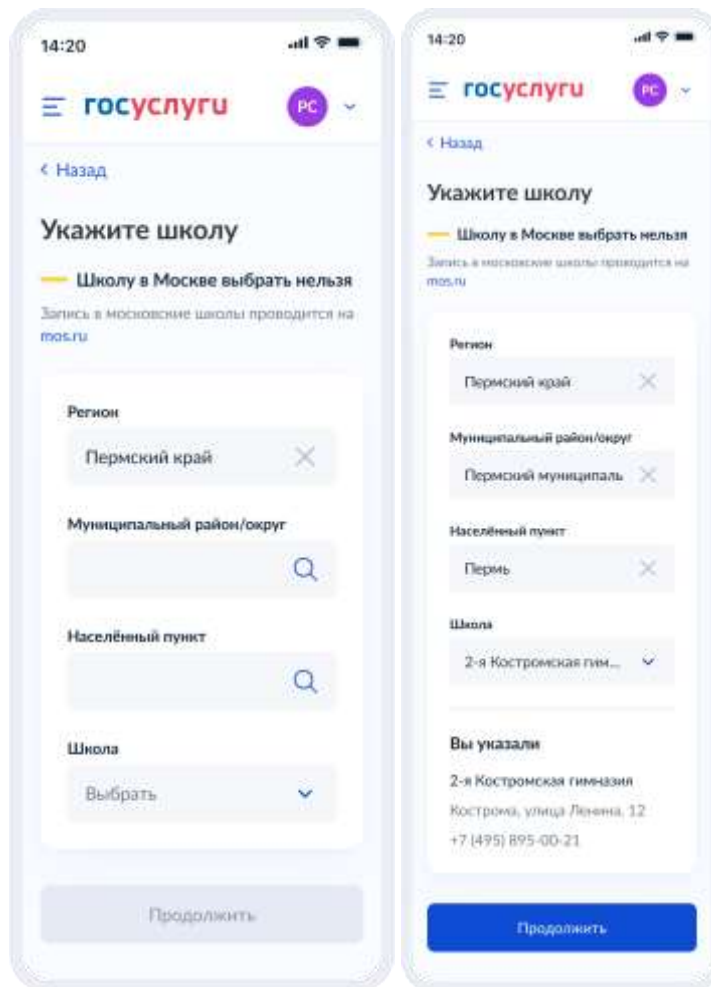 14:20
госуслуги
РС
Назад
Укажите школу
Школу в Москве выбрать нельзя
Запись в московские школы проводится на
mos.ru
Регион
Пермский край
Муниципальный район/округ
Населённый пункт
Школа
Выбрать
Продолжить
14:20
госуслуги
РС
Назад
Укажите школу
Школу в Москве выбрать нельзя
Запись в московские школы проводится на
mos.ru
Регион
Пермский край
Муниципальный район/округ
Пермский муниципаль
Населённый пункт
Пермь
Школа
2-я Костромская гим...
Вы указали
2-я Костромская гимназия
Кострома, улица Ленина, 12
+7 (495) 895-00-21
Продолжить